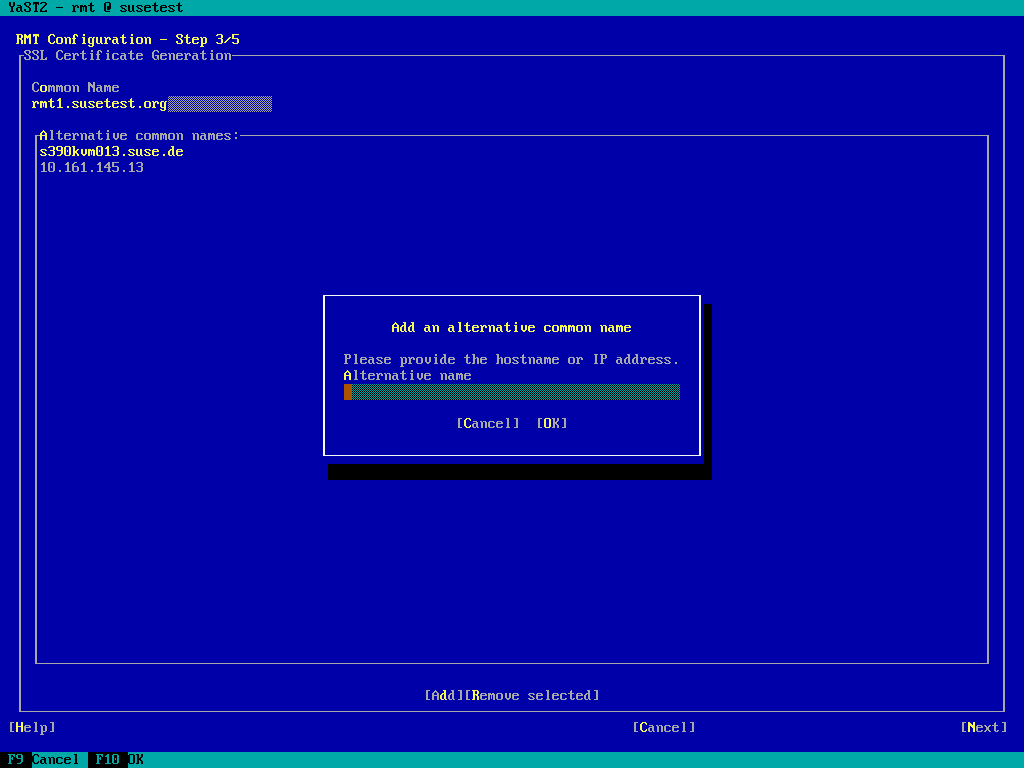 YaST2 - rmt @ susetest
RMT Configuration - Step 3/5
SSL Certificate Generation
Common Name
rmt1.susetest.org
Alternative common names:
s390kvm013.suse.de
10.161.145.13
Add an alternative common name
Please provide the hostname or IP address.
Alternative name
[Cancel] [OK]
[Add][Remove selected]
[Help] [Cancel] [Next]
F9 Cancel F10 OK